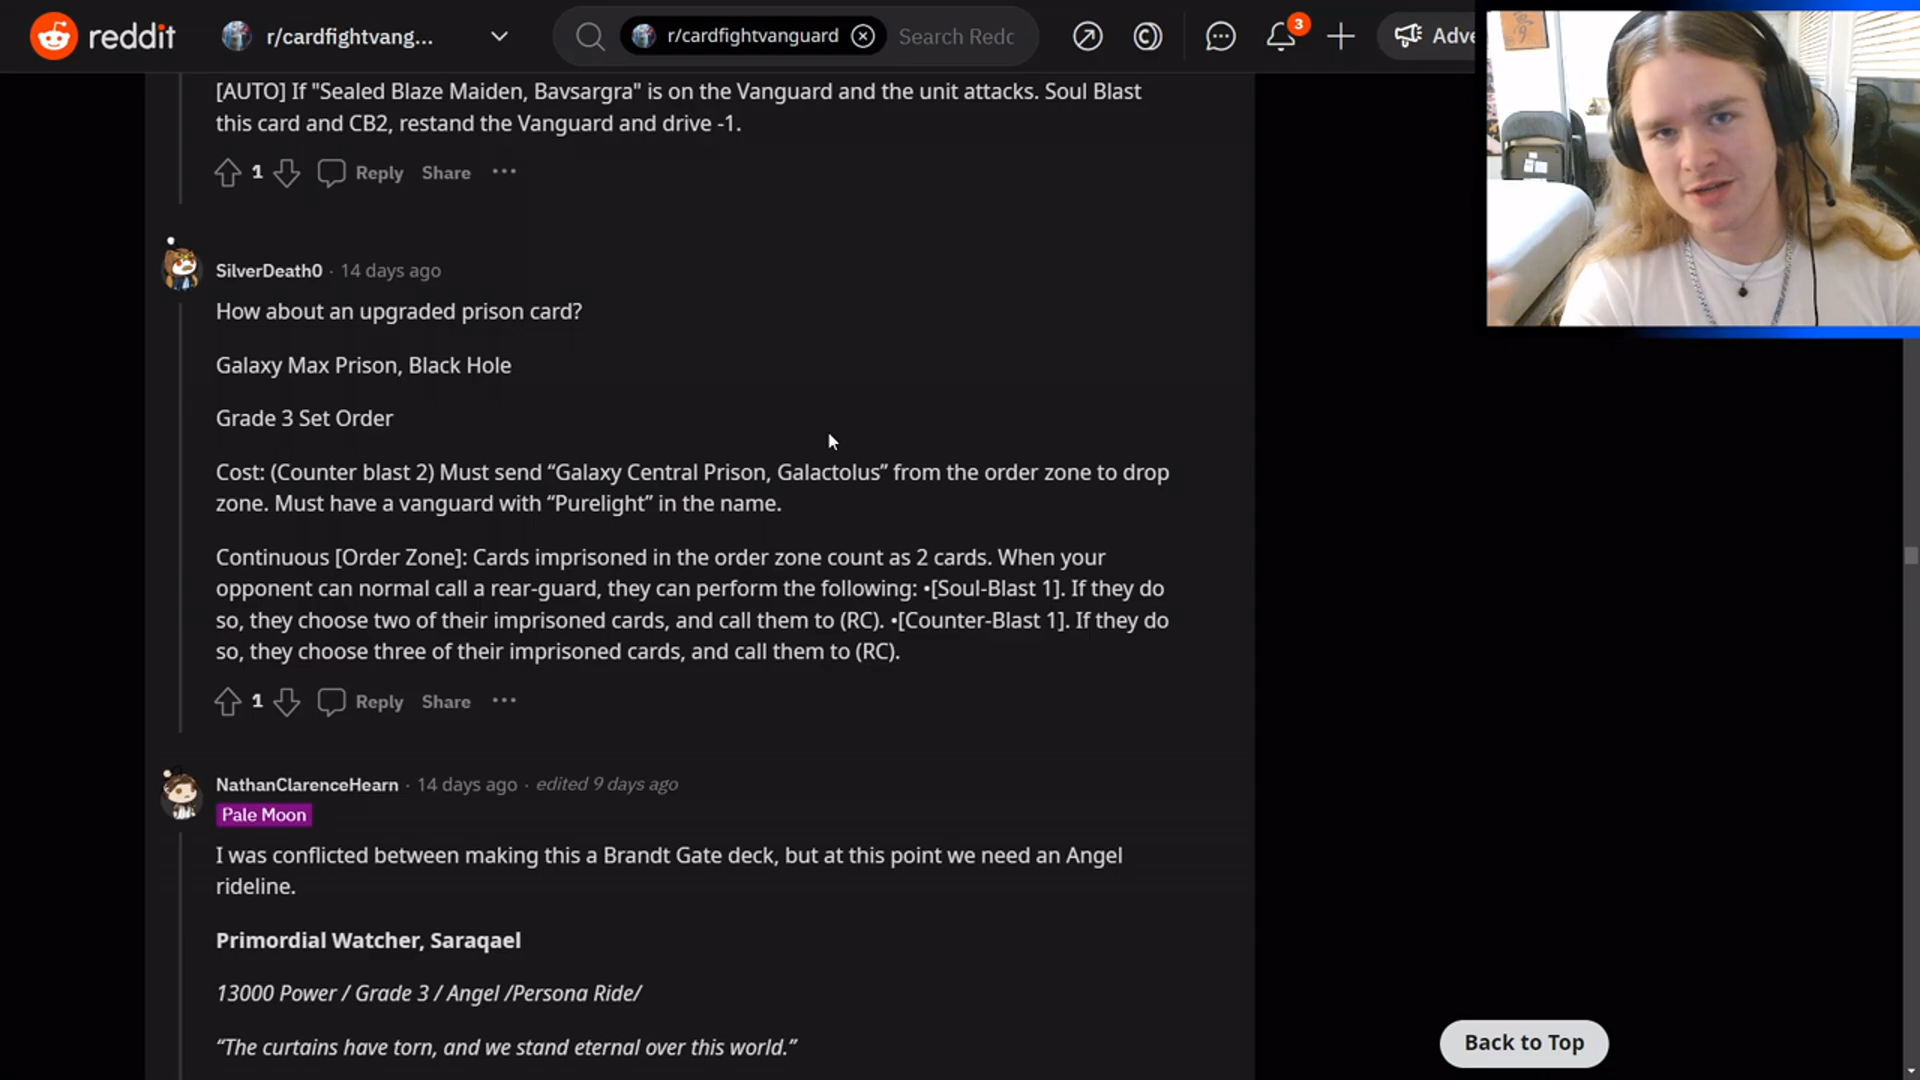 reddit
r/cardfightvang...
r/cardfightvanguard
Search Redc
3
Adve
[AUTO] If "Sealed Blaze Maiden, Bavsargra" is on the Vanguard and the unit attacks. Soul Blast
this card and CB2, restand the Vanguard and drive -1.
1 Reply Share ...
SilverDeath0 · 14 days ago
How about an upgraded prison card?
Galaxy Max Prison, Black Hole
Grade 3 Set Order
Cost: (Counter blast 2) Must send “Galaxy Central Prison, Galactolus” from the order zone to drop
zone. Must have a vanguard with “Purelight” in the name.
Continuous [Order Zone]: Cards imprisoned in the order zone count as 2 cards. When your
opponent can normal call a rear-guard, they can perform the following: •[Soul-Blast 1]. If they do
so, they choose two of their imprisoned cards, and call them to (RC). •[Counter-Blast 1]. If they do
so, they choose three of their imprisoned cards, and call them to (RC).
1 Reply Share ...
NathanClarenceHearn · 14 days ago · edited 9 days ago
Pale Moon
I was conflicted between making this a Brandt Gate deck, but at this point we need an Angel
rideline.
Primordial Watcher, Saraqael
13000 Power / Grade 3 / Angel /Persona Ride/
“The curtains have torn, and we stand eternal over this world.”
Back to Top